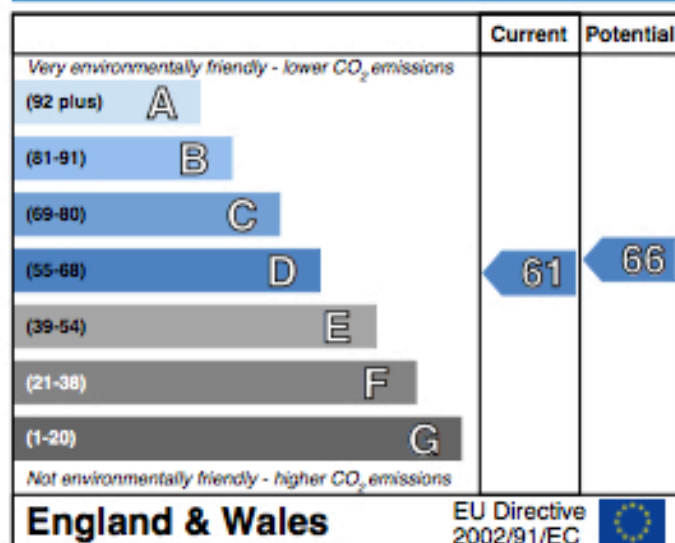 Current Potential
Very environmentally friendly - lower CO2 emissions
(92 plus) A
(81-91) B
(69-80) C
(55-68) D 61 66
(39-54) E
(21-38) F
(1-20) G
Not environmentally friendly - higher CO2 emissions
England & Wales EU Directive
2002/91/EC